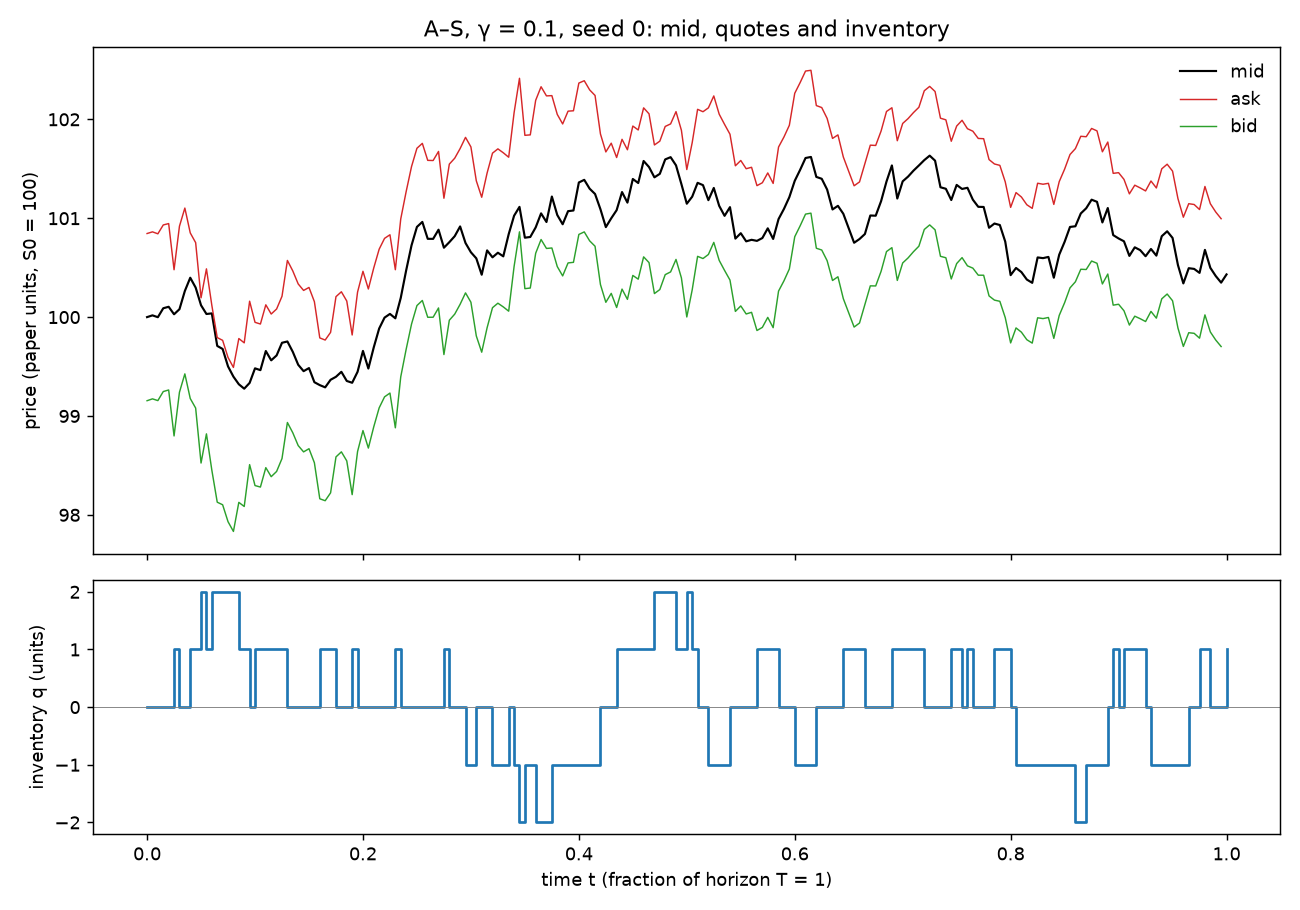 A–S, γ = 0.1, seed 0: mid, quotes and inventory
mid
ask
bid
price (paper units, S0 = 100)
102
101
100
99
98
inventory q (units)
2
1
0
−1
−2
0.0 0.2 0.4 0.6 0.8 1.0
time t (fraction of horizon T = 1)